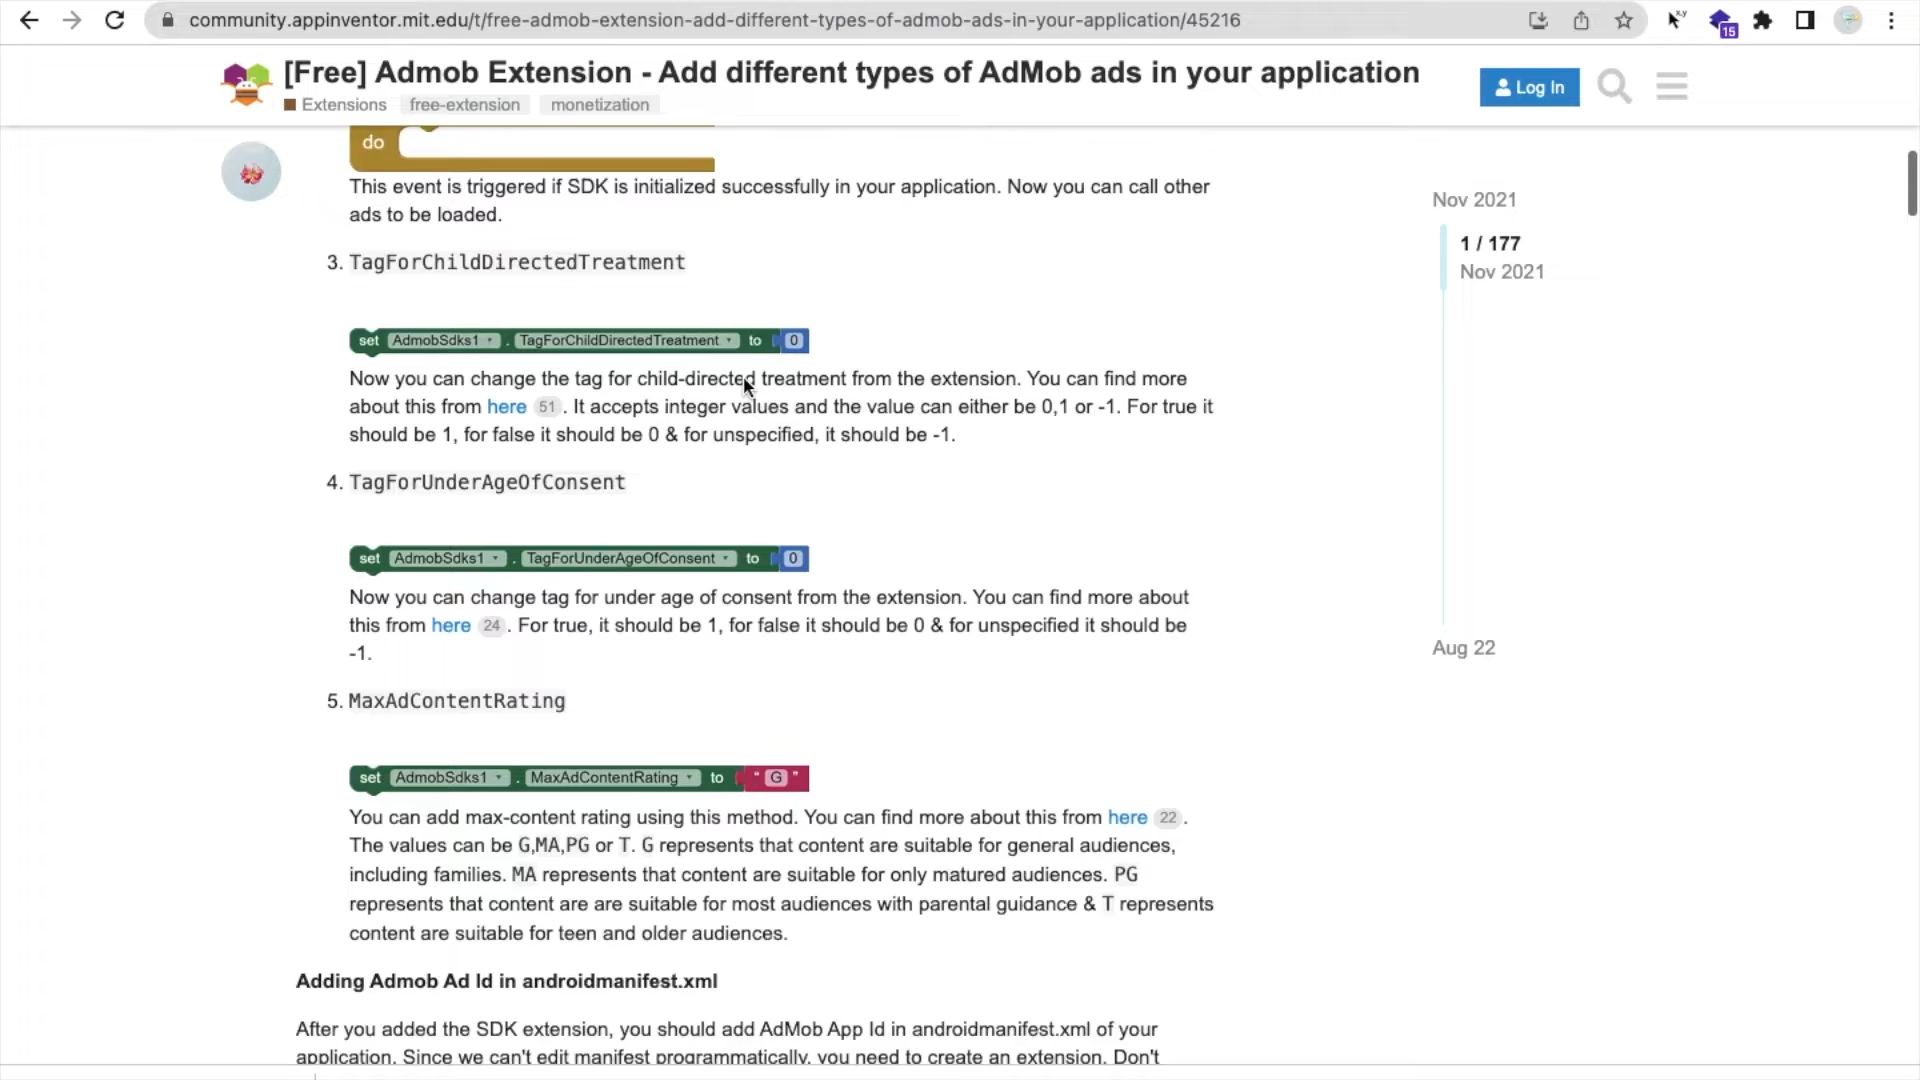 community.appinventor.mit.edu/t/free-admob-extension-add-different-types-of-admob-ads-in-your-application/45216
15
[Free] Admob Extension - Add different types of AdMob ads in your application
Extensions free-extension monetization
Log In
do
This event is triggered if SDK is initialized successfully in your application. Now you can call other
ads to be loaded.
3. TagForChildDirectedTreatment
set AdmobSdks1 . TagForChildDirectedTreatment to 0
Now you can change the tag for child-directed treatment from the extension. You can find more
about this from here 51 . It accepts integer values and the value can either be 0,1 or -1. For true it
should be 1, for false it should be 0 & for unspecified, it should be -1.
4. TagForUnderAgeOfConsent
set AdmobSdks1 . TagForUnderAgeOfConsent to 0
Now you can change tag for under age of consent from the extension. You can find more about
this from here 24 . For true, it should be 1, for false it should be 0 & for unspecified it should be
-1.
5. MaxAdContentRating
set AdmobSdks1 . MaxAdContentRating to " G "
You can add max-content rating using this method. You can find more about this from here 22 .
The values can be G,MA,PG or T. G represents that content are suitable for general audiences,
including families. MA represents that content are suitable for only matured audiences. PG
represents that content are are suitable for most audiences with parental guidance & T represents
content are suitable for teen and older audiences.
Adding Admob Ad Id in androidmanifest.xml
After you added the SDK extension, you should add AdMob App Id in androidmanifest.xml of your
application. Since we can't edit manifest programmatically, you need to create an extension. Don't
Nov 2021
1 / 177
Nov 2021
Aug 22